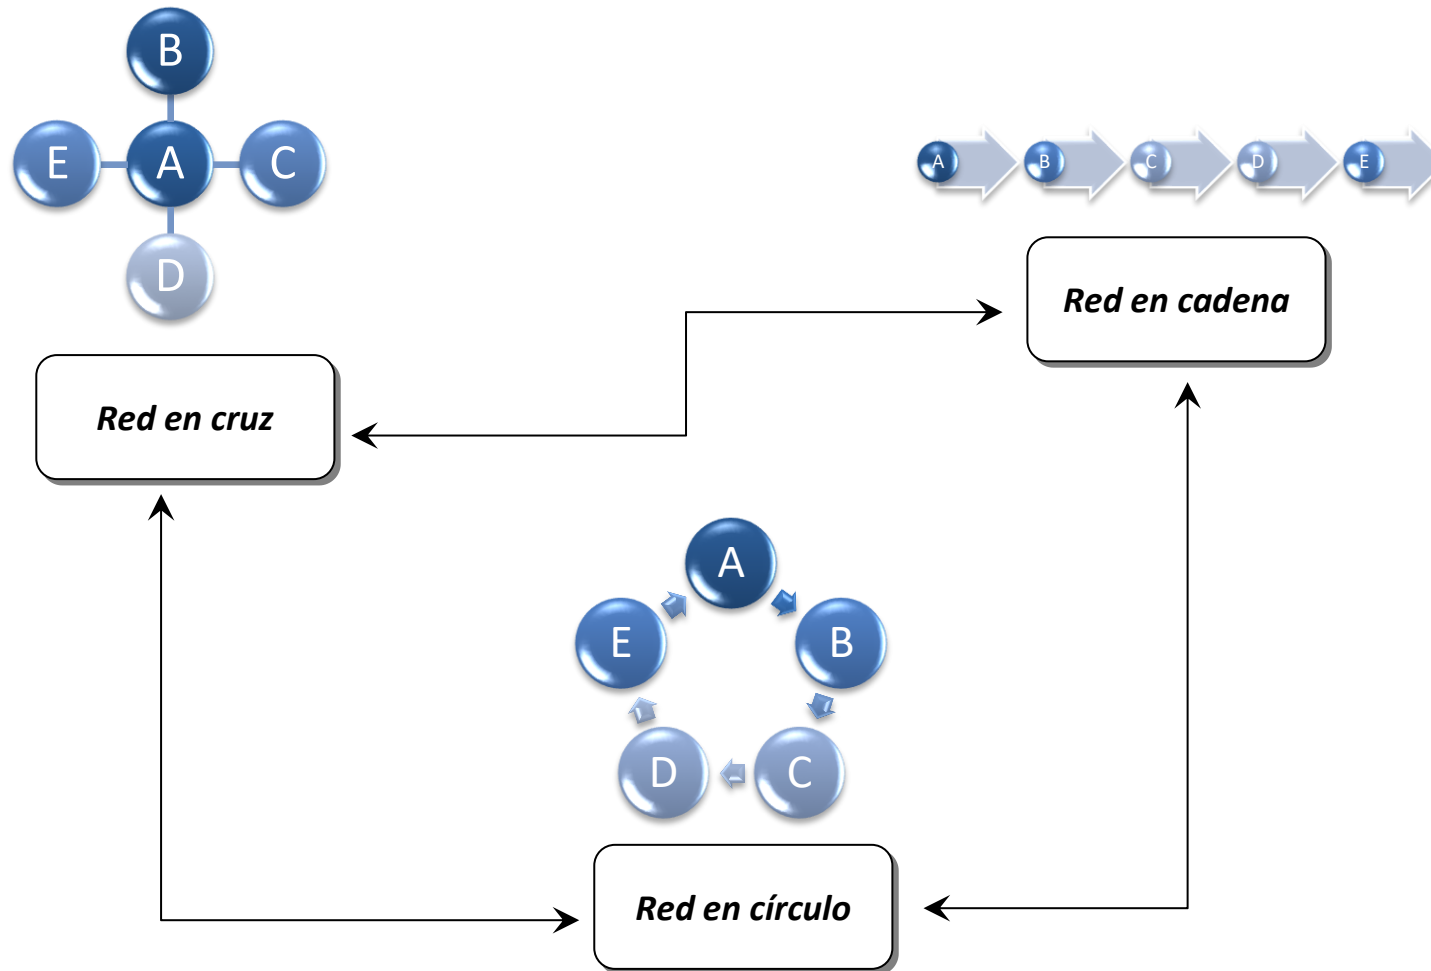 B
E A C
D
A B C D E
Red en cadena
Red en cruz
A
E B
D C
Red en círculo